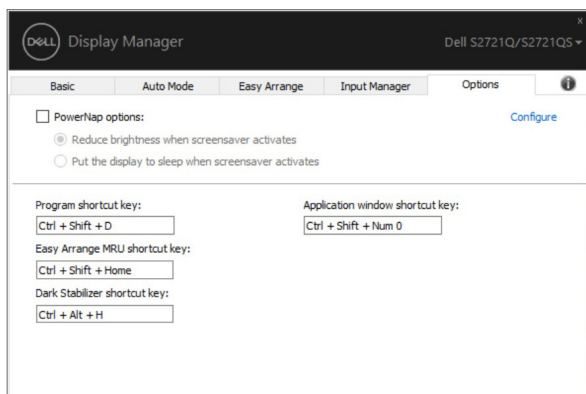 x
DELL Display Manager
Dell S2721Q/S2721QS
Basic
Auto Mode
Easy Arrange
Input Manager
Options
i
PowerNap options:
Configure
Reduce brightness when screensaver activates
Put the display to sleep when screensaver activates
Program shortcut key:
Application window shortcut key:
Ctrl + Shift + D
Ctrl + Shift + Num 0
Easy Arrange MRU shortcut key:
Ctrl + Shift + Home
Dark Stabilizer shortcut key:
Ctrl + Alt + H